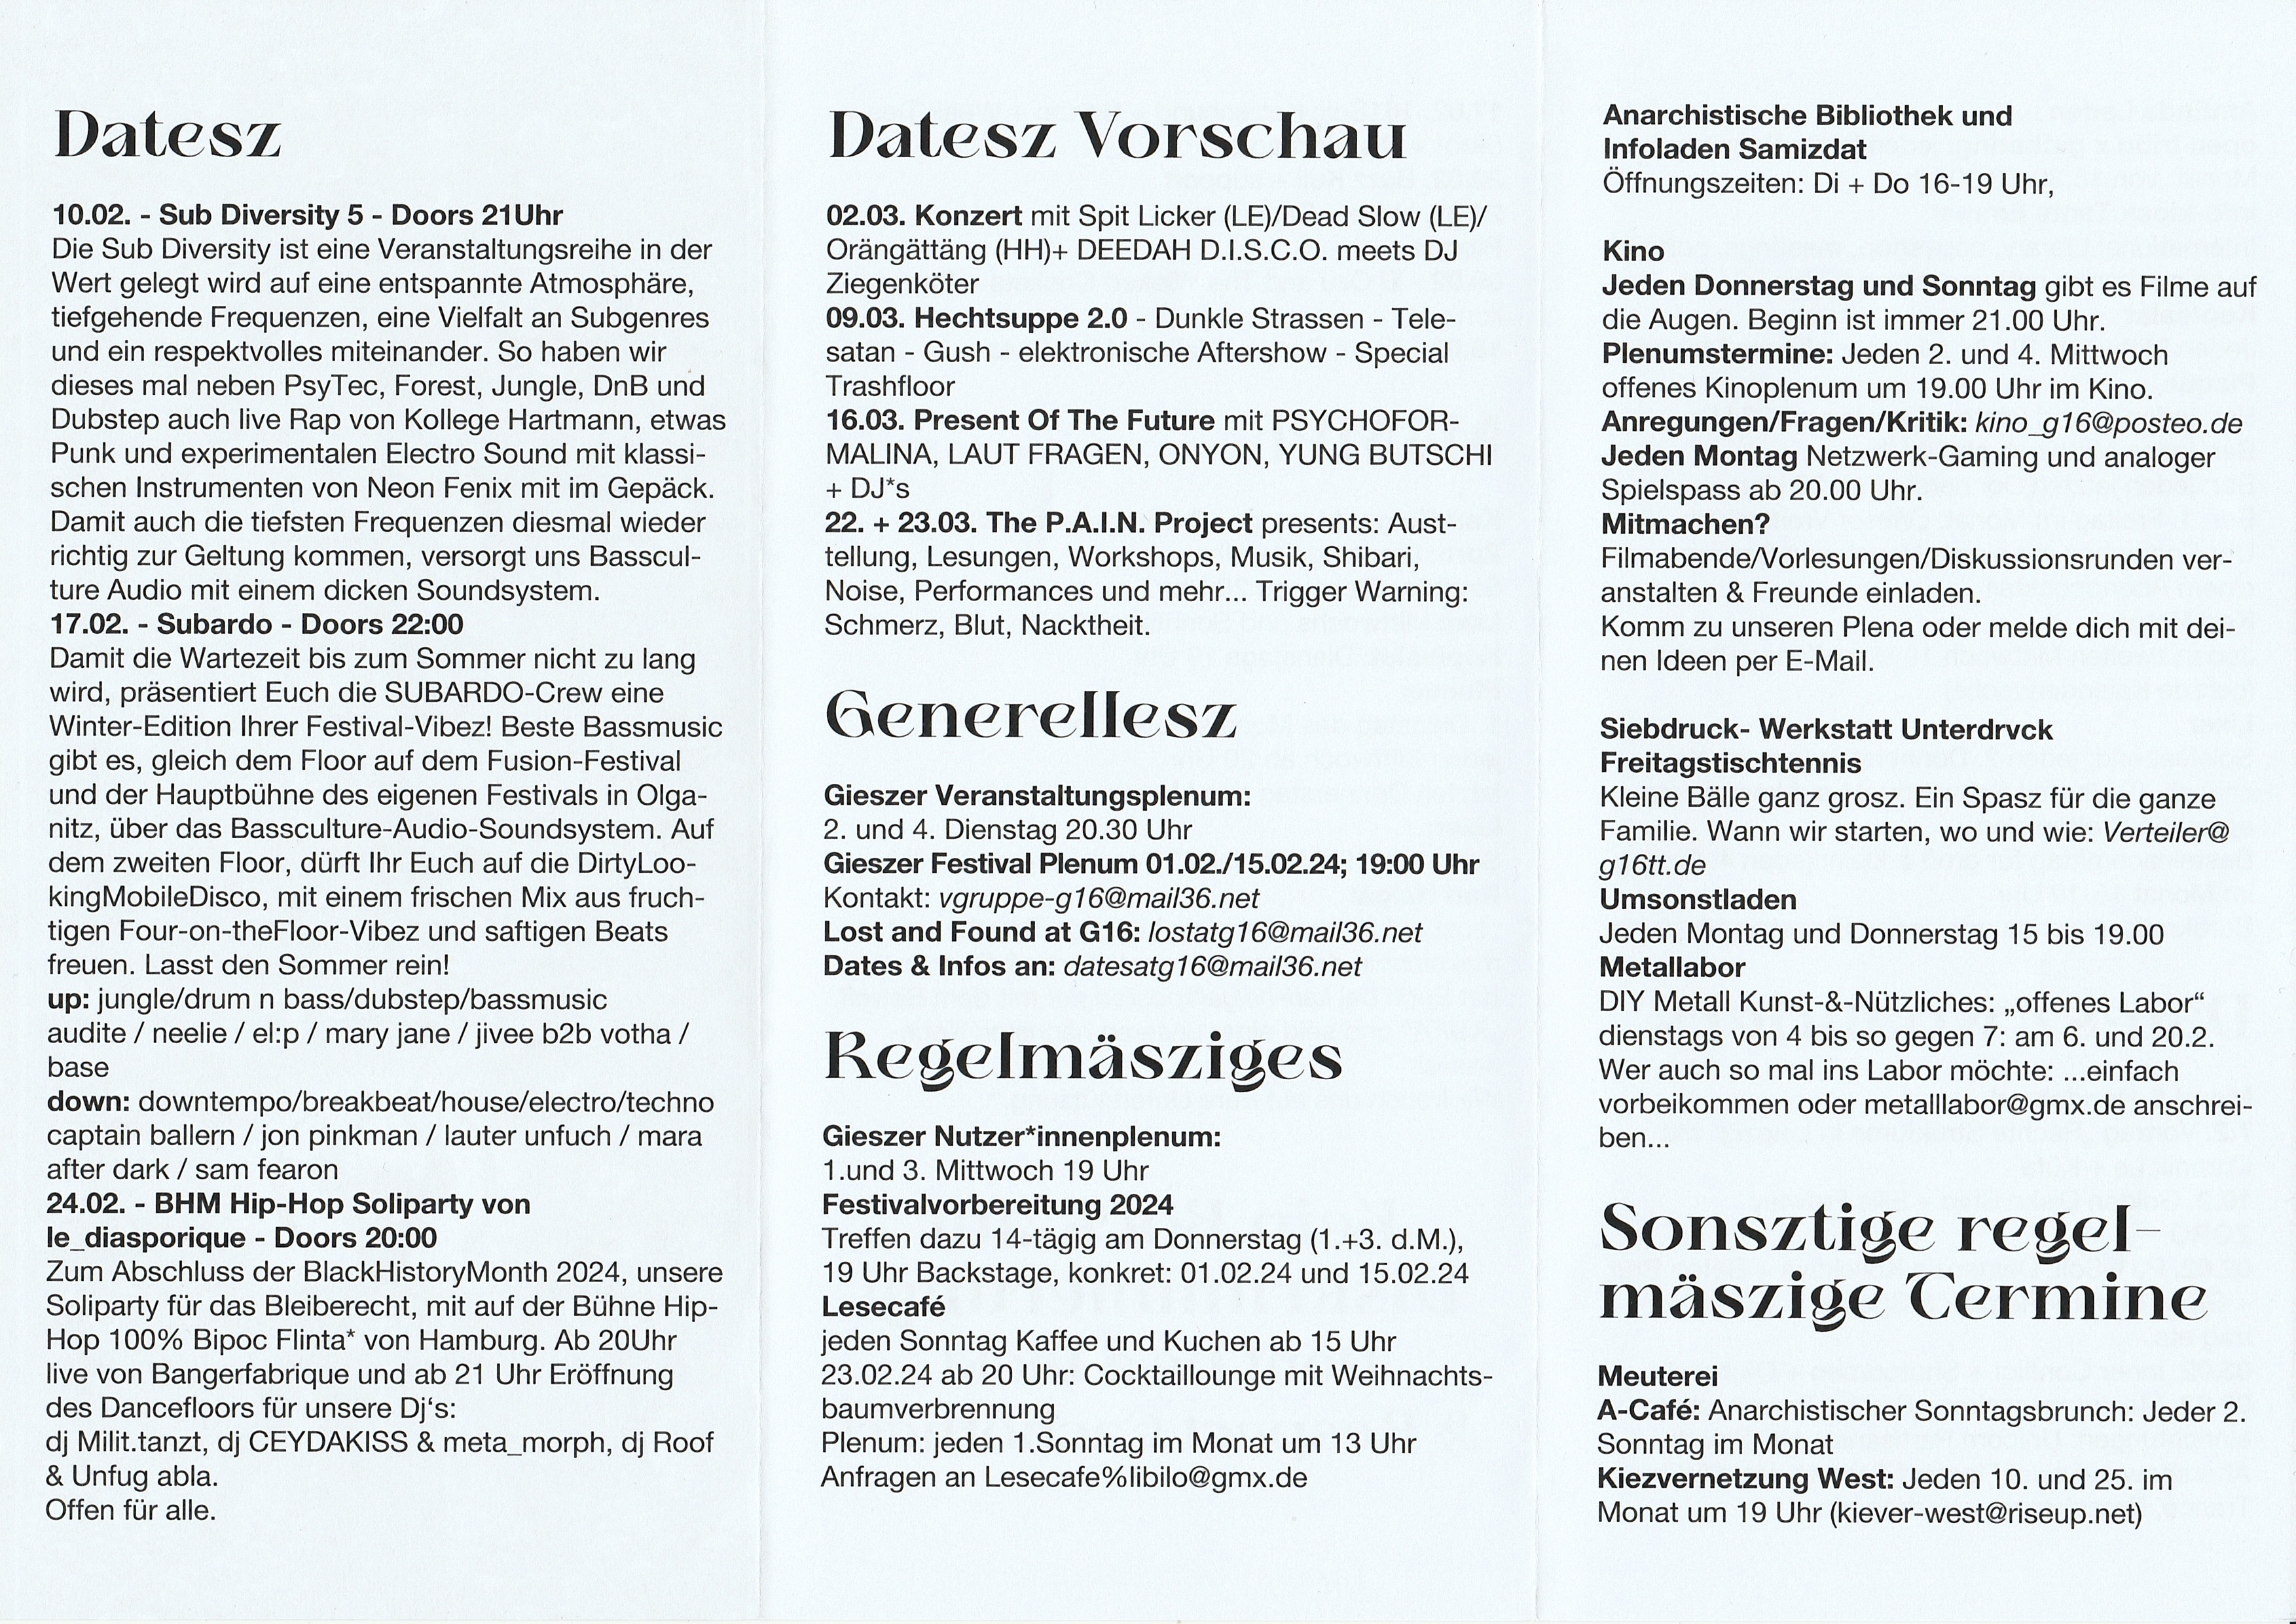 Datesz
10.02. - Sub Diversity 5 - Doors 21Uhr
Die Sub Diversity ist eine Veranstaltungsreihe in der
Wert gelegt wird auf eine entspannte Atmosphäre,
tiefgehende Frequenzen, eine Vielfalt an Subgenres
und ein respektvolles miteinander. So haben wir
dieses mal neben PsyTec, Forest, Jungle, DnB und
Dubstep auch live Rap von Kollege Hartmann, etwas
Punk und experimentalen Electro Sound mit klassi-
schen Instrumenten von Neon Fenix mit im Gepäck.
Damit auch die tiefsten Frequenzen diesmal wieder
richtig zur Geltung kommen, versorgt uns Basscul-
ture Audio mit einem dicken Soundsystem.
17.02. - Subardo - Doors 22:00
Damit die Wartezeit bis zum Sommer nicht zu lang
wird, präsentiert Euch die SUBARDO-Crew eine
Winter-Edition Ihrer Festival-Vibez! Beste Bassmusic
gibt es, gleich dem Floor auf dem Fusion-Festival
und der Hauptbühne des eigenen Festivals in Olga-
nitz, über das Bassculture-Audio-Soundsystem. Auf
dem zweiten Floor, dürft Ihr Euch auf die DirtyLoo-
kingMobileDisco, mit einem frischen Mix aus fruch-
tigen Four-on-theFloor-Vibez und saftigen Beats
freuen. Lasst den Sommer rein!
up: jungle/drum n bass/dubstep/bassmusic
audite / neelie / el:p / mary jane / jivee b2b votha /
base
down: downtempo/breakbeat/house/electro/techno
captain ballern / jon pinkman / lauter unfuch / mara
after dark / sam fearon
24.02. - BHM Hip-Hop Soliparty von
le_diasporique - Doors 20:00
Zum Abschluss der BlackHistoryMonth 2024, unsere
Soliparty für das Bleiberecht, mit auf der Bühne Hip-
Hop 100% Bipoc Flinta* von Hamburg. Ab 20Uhr
live von Bangerfabrique und ab 21 Uhr Eröffnung
des Dancefloors für unsere Dj‘s:
dj Milit.tanzt, dj CEYDAKISS & meta_morph, dj Roof
& Unfug abla.
Offen für alle.
Datesz Vorschau
02.03. Konzert mit Spit Licker (LE)/Dead Slow (LE)/
Orängättäng (HH)+ DEEDAH D.I.S.C.O. meets DJ
Ziegenköter
09.03. Hechtsuppe 2.0 - Dunkle Strassen - Tele-
satan - Gush - elektronische Aftershow - Special
Trashfloor
16.03. Present Of The Future mit PSYCHOFOR-
MALINA, LAUT FRAGEN, ONYON, YUNG BUTSCHI
+ DJ*s
22. + 23.03. The P.A.I.N. Project presents: Aust-
tellung, Lesungen, Workshops, Musik, Shibari,
Noise, Performances und mehr... Trigger Warning:
Schmerz, Blut, Nacktheit.
Generellesz
Gieszer Veranstaltungsplenum:
2. und 4. Dienstag 20.30 Uhr
Gieszer Festival Plenum 01.02./15.02.24; 19:00 Uhr
Kontakt: vgruppe-g16@mail36.net
Lost and Found at G16: lostatg16@mail36.net
Dates & Infos an: datesatg16@mail36.net
Regelmäsziges
Gieszer Nutzer*innenplenum:
1.und 3. Mittwoch 19 Uhr
Festivalvorbereitung 2024
Treffen dazu 14-tägig am Donnerstag (1.+3. d.M.),
19 Uhr Backstage, konkret: 01.02.24 und 15.02.24
Lesecafé
jeden Sonntag Kaffee und Kuchen ab 15 Uhr
23.02.24 ab 20 Uhr: Cocktaillounge mit Weihnachts-
baumverbrennung
Plenum: jeden 1.Sonntag im Monat um 13 Uhr
Anfragen an Lesecafe%libilo@gmx.de
Anarchistische Bibliothek und
Infoladen Samizdat
Öffnungszeiten: Di + Do 16-19 Uhr,
Kino
Jeden Donnerstag und Sonntag gibt es Filme auf
die Augen. Beginn ist immer 21.00 Uhr.
Plenumstermine: Jeden 2. und 4. Mittwoch
offenes Kinoplenum um 19.00 Uhr im Kino.
Anregungen/Fragen/Kritik: kino_g16@posteo.de
Jeden Montag Netzwerk-Gaming und analoger
Spielspass ab 20.00 Uhr.
Mitmachen?
Filmabende/Vorlesungen/Diskussionsrunden ver-
anstalten & Freunde einladen.
Komm zu unseren Plena oder melde dich mit dei-
nen Ideen per E-Mail.
Siebdruck- Werkstatt Unterdrvck
Freitagstischtennis
Kleine Bälle ganz grosz. Ein Spasz für die ganze
Familie. Wann wir starten, wo und wie: Verteiler@
g16tt.de
Umsonstladen
Jeden Montag und Donnerstag 15 bis 19.00
Metallabor
DIY Metall Kunst-&-Nützliches: „offenes Labor“
dienstags von 4 bis so gegen 7: am 6. und 20.2.
Wer auch so mal ins Labor möchte: ...einfach
vorbeikommen oder metalllabor@gmx.de anschrei-
ben...
Sonsztige regel-
mäszige Termine
Meuterei
A-Café: Anarchistischer Sonntagsbrunch: Jeder 2.
Sonntag im Monat
Kiezvernetzung West: Jeden 10. und 25. im
Monat um 19 Uhr (kiever-west@riseup.net)